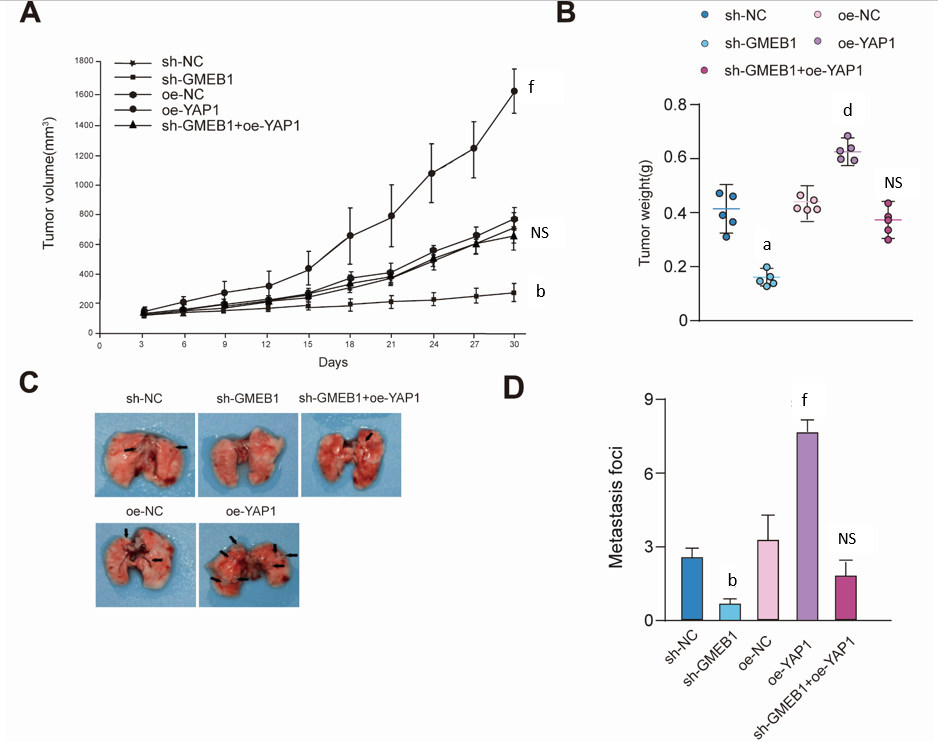 A
sh-NC
sh-GMEB1
oe-NC
oe-YAP1
sh-GMEB1+oe-YAP1
Tumor volume(mm³)
1800
1600
1400
1200
1000
800
600
400
200
0
0 3 6 9 12 15 18 21 24 27 30
Days
f
NS
b
B
sh-NC oe-NC
sh-GMEB1 oe-YAP1
sh-GMEB1+oe-YAP1
Tumor weight(g)
0.8
0.6
0.4
0.2
0
a
d
NS
C
sh-NC sh-GMEB1 sh-GMEB1+oe-YAP1
oe-NC oe-YAP1
D
Metastasis foci
9
6
3
0
b
f
NS
sh-NC
sh-GMEB1
oe-NC
oe-YAP1
sh-GMEB1+oe-YAP1